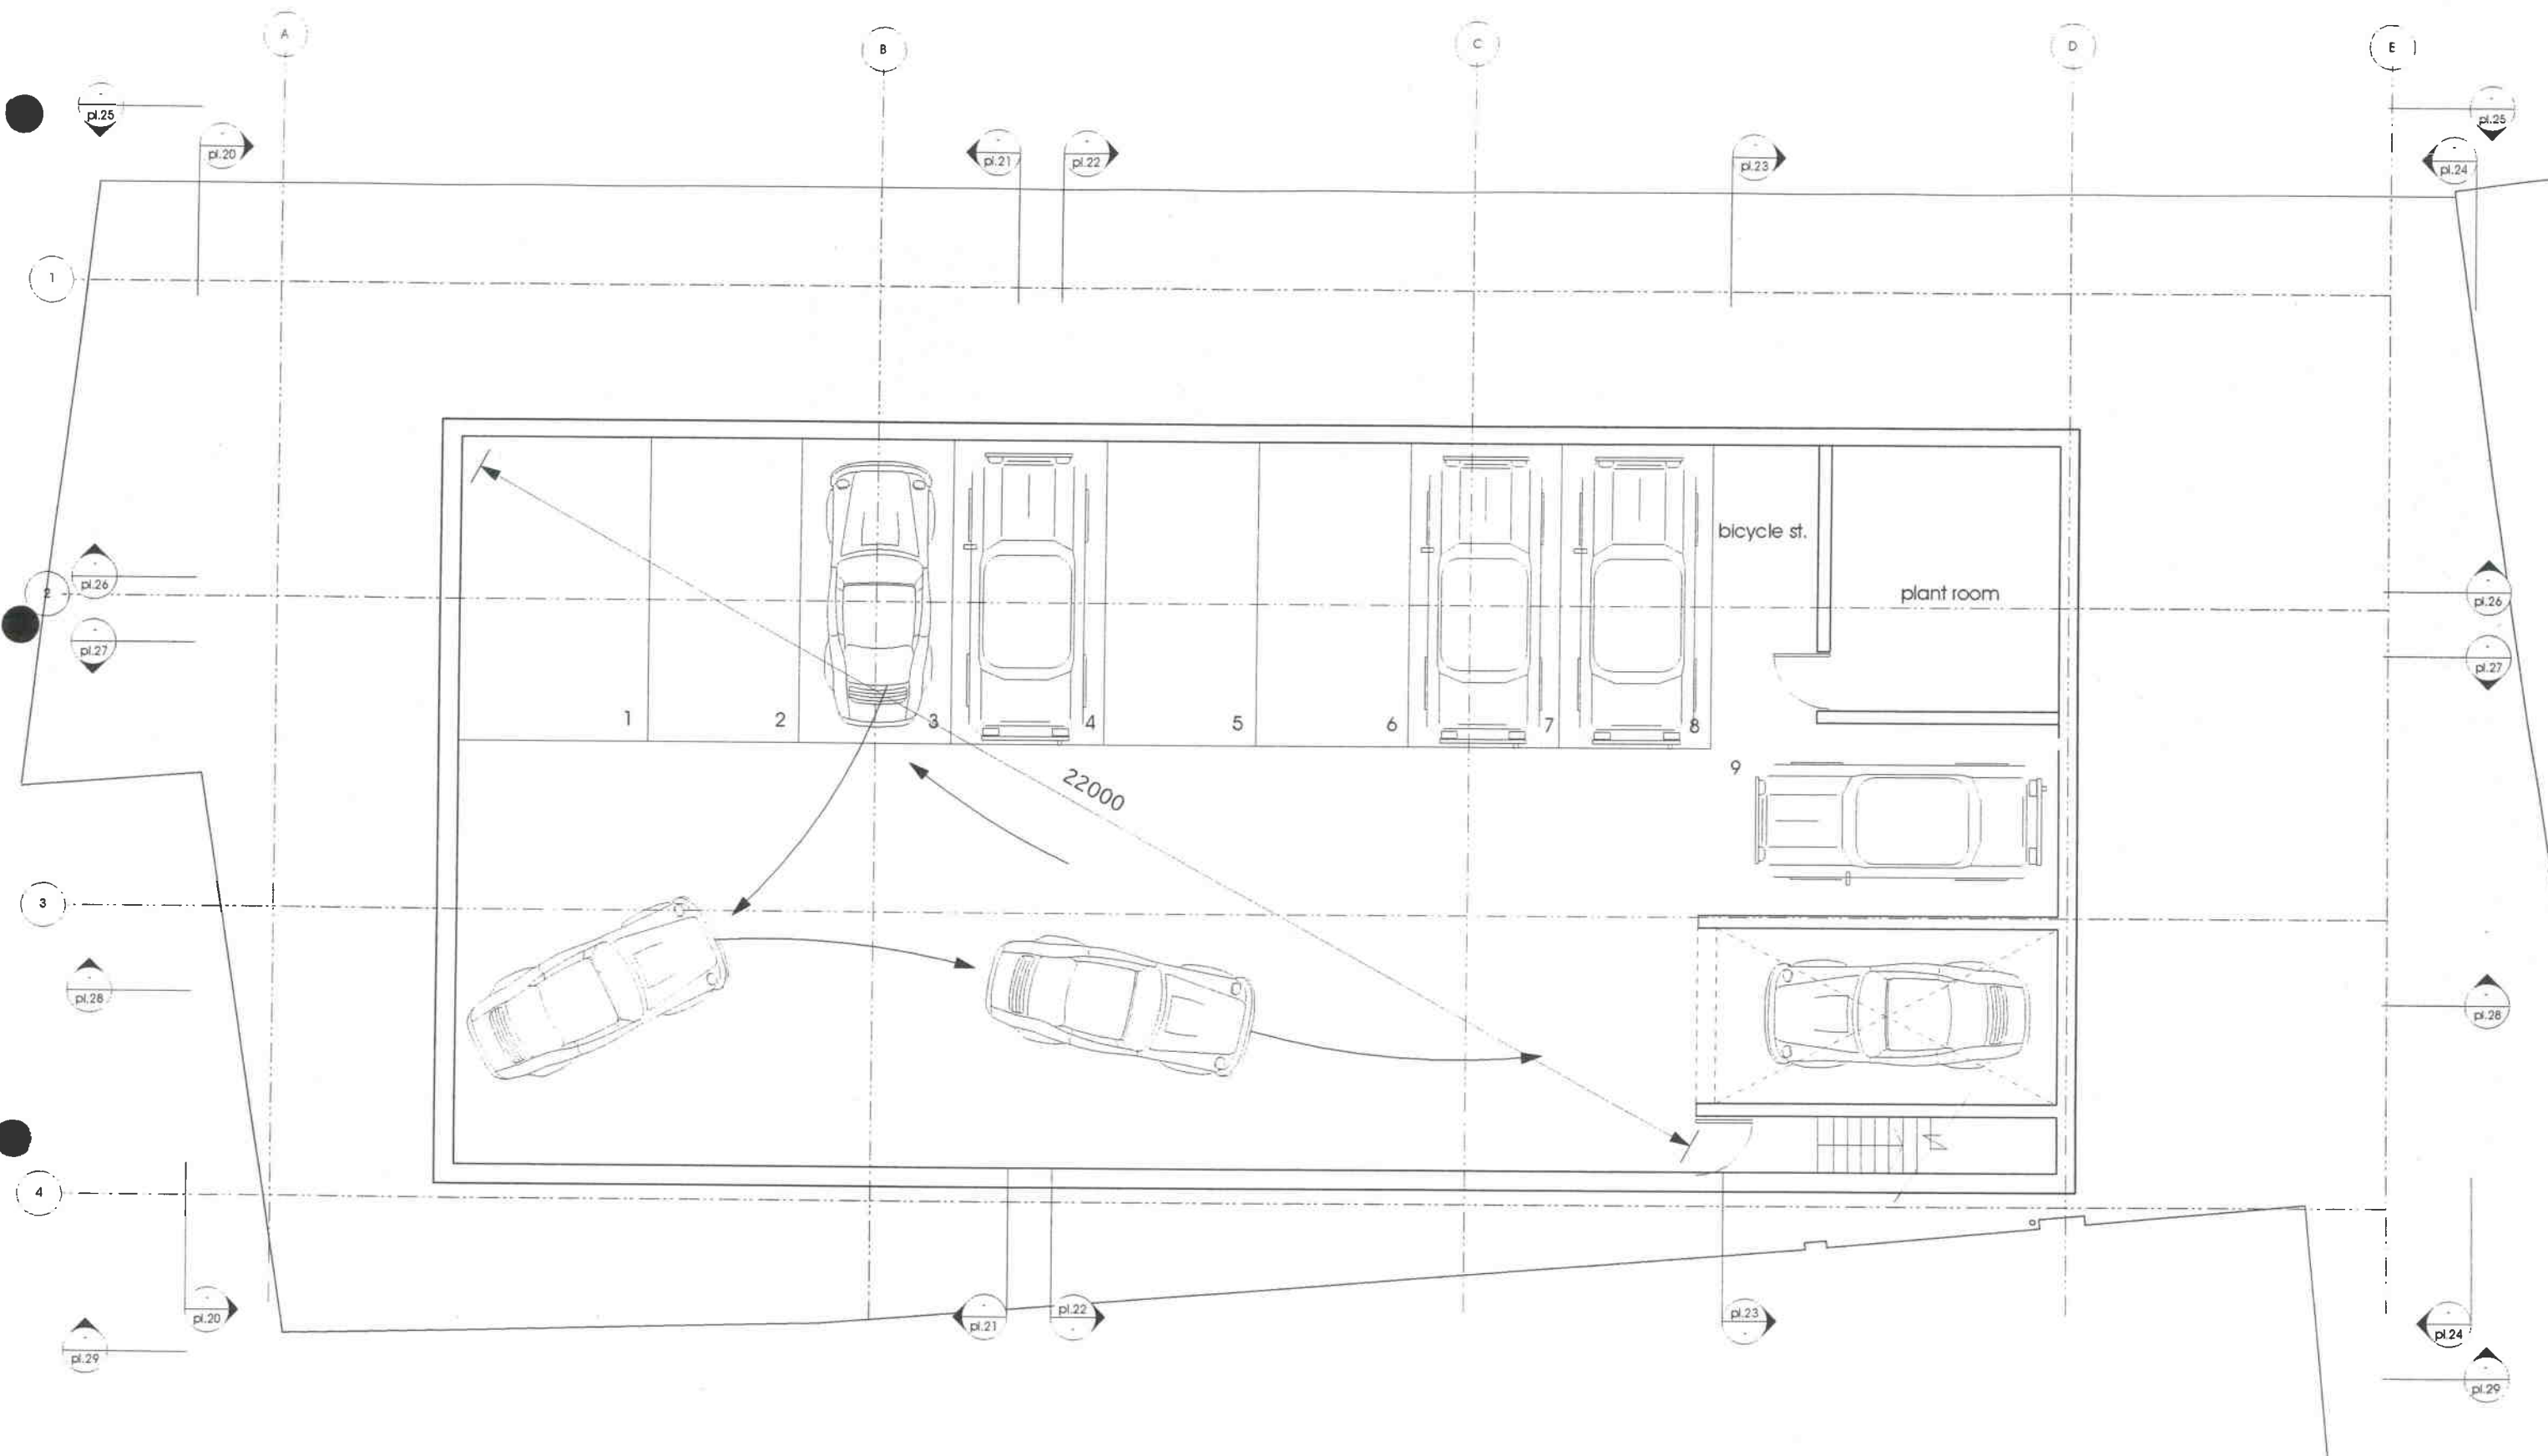 A
B
C
D
E
-
pl.25
-
pl.25
-
pl.20
-
pl.21
-
pl.22
-
pl.23
-
pl.24
1
bicycle st.
-
pl.26
2
plant room
-
pl.26
-
pl.27
-
pl.27
1
2
3
4
5
6
7
8
9
22000
3
-
pl.28
-
pl.28
4
-
pl.20
-
pl.21
pl.22
-
pl.23
-
-
pl.24
-
pl.29
-
pl.29